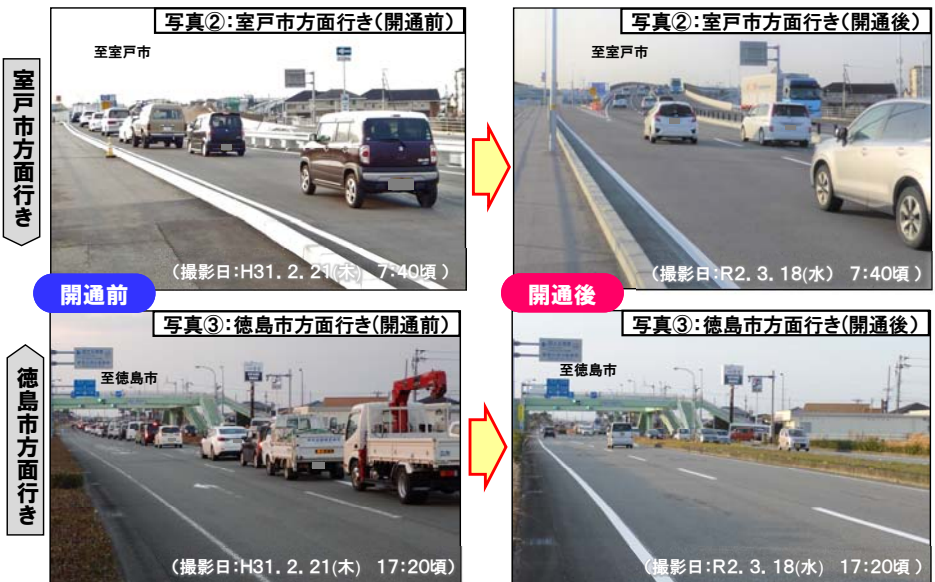 室戸市方面行き
写真②:室戸市方面行き(開通前)
至室戸市
(撮影日:H31. 2. 21(木) 7:40頃 )
写真②:室戸市方面行き(開通後)
至室戸市
(撮影日:R2. 3. 18(水) 7:40頃 )
開通前
開通後
徳島市方面行き
写真③:徳島市方面行き(開通前)
至徳島市
(撮影日:H31. 2. 21(木) 17:20頃)
写真③:徳島市方面行き(開通後)
至徳島市
(撮影日:R2. 3. 18(水) 17:20頃)